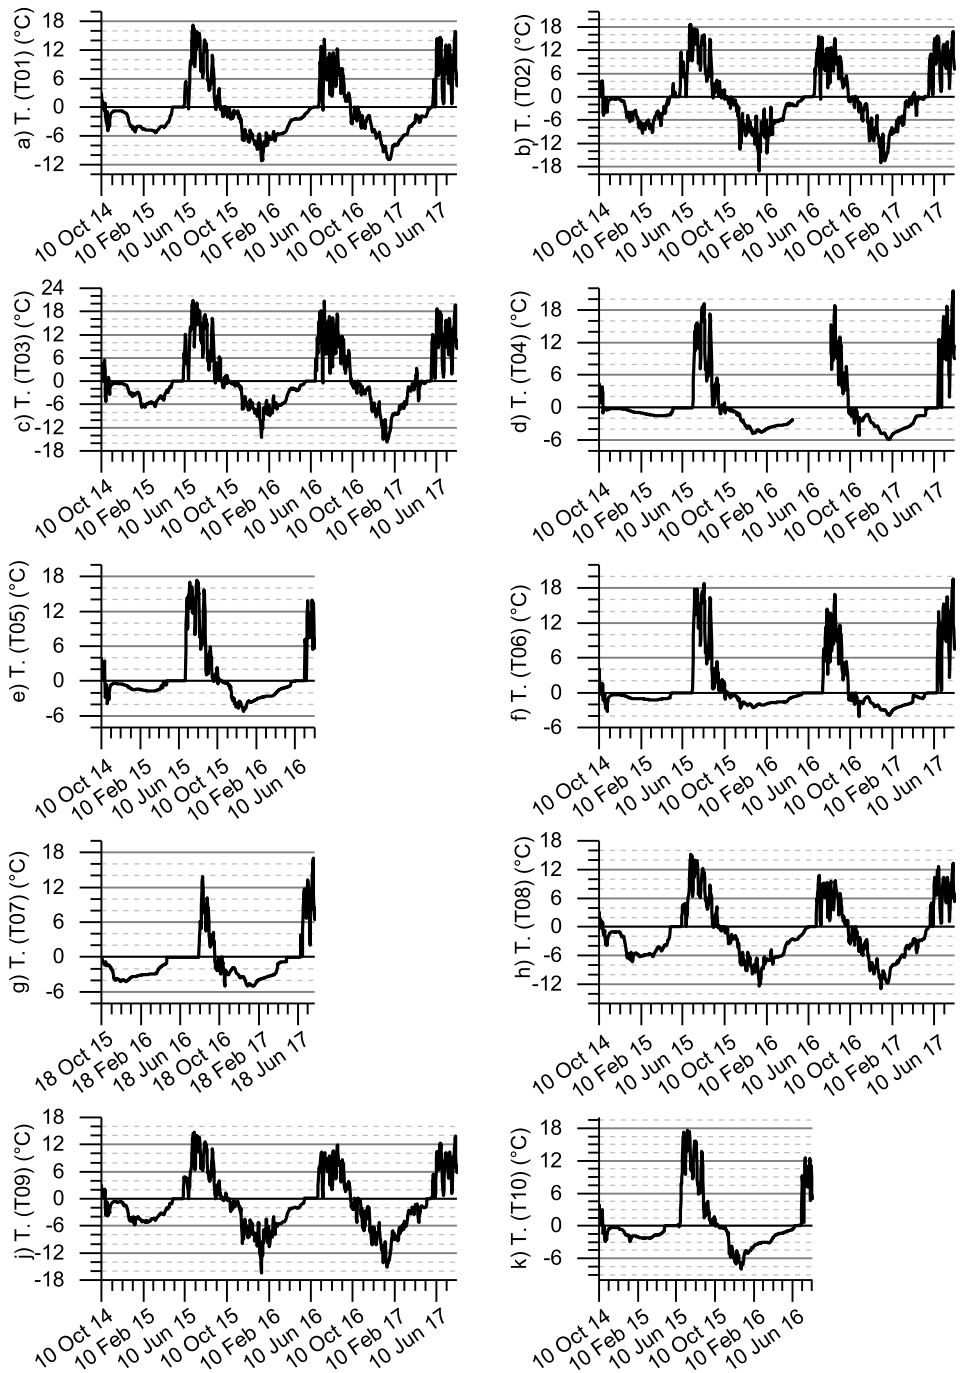 a) T. (T01) (°C)
18
12
6
0
-6
-12
10 Oct 14
10 Feb 15
10 Jun 15
10 Oct 15
10 Feb 16
10 Jun 16
10 Oct 16
10 Feb 17
10 Jun 17
b) T. (T02) (°C)
18
12
6
0
-6
-12
-18
10 Oct 14
10 Feb 15
10 Jun 15
10 Oct 15
10 Feb 16
10 Jun 16
10 Oct 16
10 Feb 17
10 Jun 17
c) T. (T03) (°C)
24
18
12
6
0
-6
-12
-18
10 Oct 14
10 Feb 15
10 Jun 15
10 Oct 15
10 Feb 16
10 Jun 16
10 Oct 16
10 Feb 17
10 Jun 17
d) T. (T04) (°C)
18
12
6
0
-6
10 Oct 14
10 Feb 15
10 Jun 15
10 Oct 15
10 Feb 16
10 Jun 16
10 Oct 16
10 Feb 17
10 Jun 17
e) T. (T05) (°C)
18
12
6
0
-6
10 Oct 14
10 Feb 15
10 Jun 15
10 Oct 15
10 Feb 16
10 Jun 16
f) T. (T06) (°C)
18
12
6
0
-6
10 Oct 14
10 Feb 15
10 Jun 15
10 Oct 15
10 Feb 16
10 Jun 16
10 Oct 16
10 Feb 17
10 Jun 17
g) T. (T07) (°C)
18
12
6
0
-6
18 Oct 15
18 Feb 16
18 Jun 16
18 Oct 16
18 Feb 17
18 Jun 17
h) T. (T08) (°C)
18
12
6
0
-6
-12
10 Oct 14
10 Feb 15
10 Jun 15
10 Oct 15
10 Feb 16
10 Jun 16
10 Oct 16
10 Feb 17
10 Jun 17
j) T. (T09) (°C)
18
12
6
0
-6
-12
-18
10 Oct 14
10 Feb 15
10 Jun 15
10 Oct 15
10 Feb 16
10 Jun 16
10 Oct 16
10 Feb 17
10 Jun 17
k) T. (T10) (°C)
18
12
6
0
-6
10 Oct 14
10 Feb 15
10 Jun 15
10 Oct 15
10 Feb 16
10 Jun 16